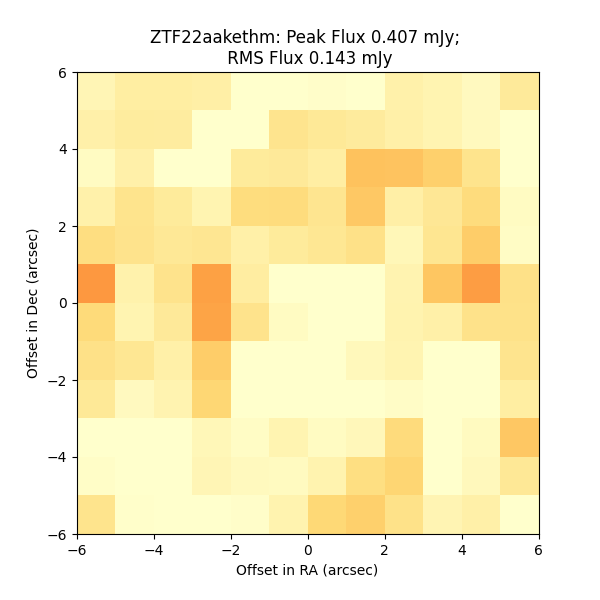 ZTF22aakethm: Peak Flux 0.407 mJy;
RMS Flux 0.143 mJy
6
4
2
0
−2
−4
−6
Offset in Dec (arcsec)
−6 −4 −2 0 2 4 6
Offset in RA (arcsec)